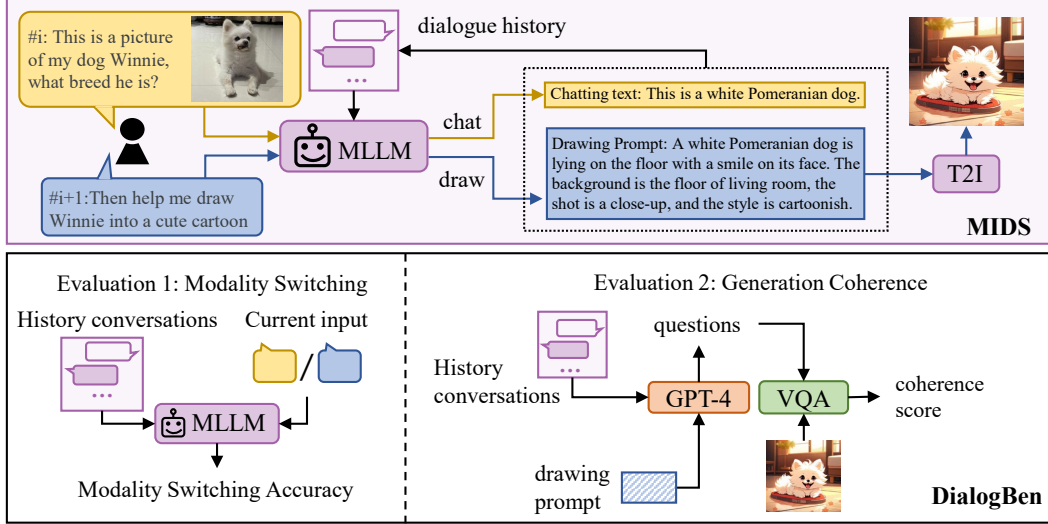 #i: This is a picture
of my dog Winnie,
what breed he is?
dialogue history
...
Chatting text: This is a white Pomeranian dog.
chat
MLLM
draw
Drawing Prompt: A white Pomeranian dog is
lying on the floor with a smile on its face. The
background is the floor of living room, the
shot is a close-up, and the style is cartoonish.
T2I
#i+1:Then help me draw
Winnie into a cute cartoon
MIDS
Evaluation 1: Modality Switching
History conversations
Current input
...
/
MLLM
Modality Switching Accuracy
Evaluation 2: Generation Coherence
History
conversations
...
questions
GPT-4
VQA
coherence
score
drawing
prompt
DialogBen